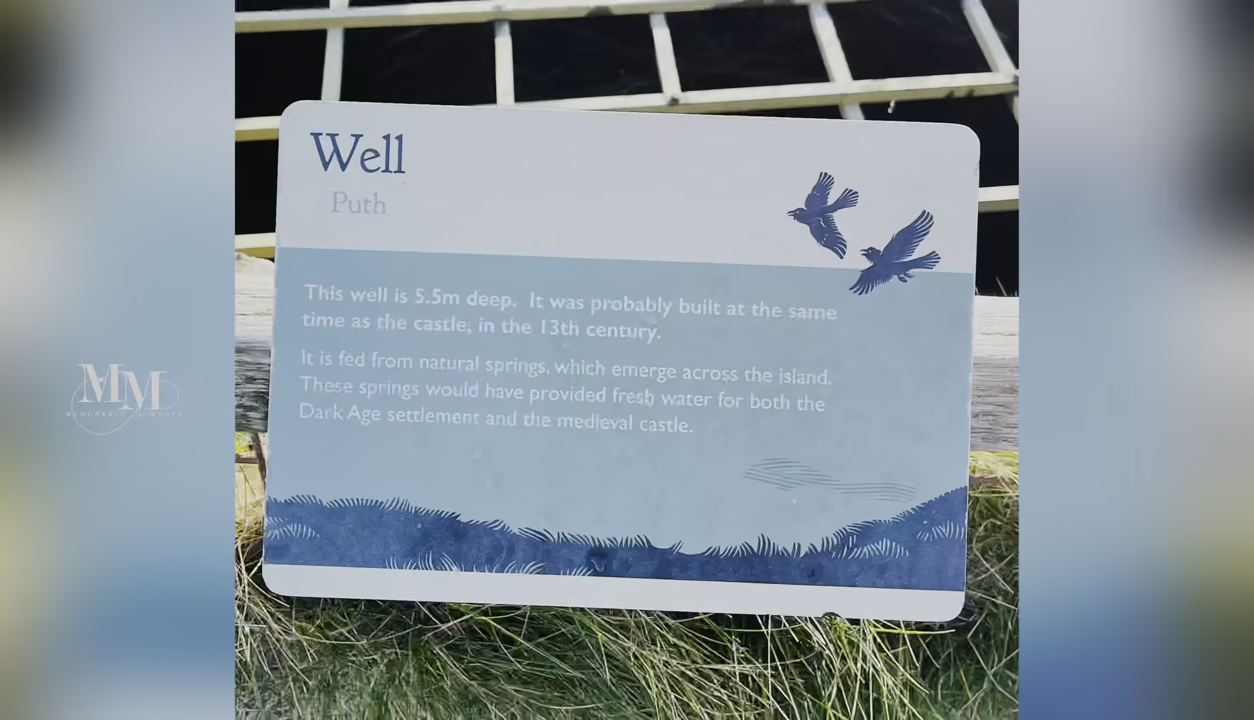 Well
Puth
This well is 5.5m deep. It was probably built at the same
time as the castle, in the 13th century.
It is fed from natural springs, which emerge across the island.
These springs would have provided fresh water for both the
Dark Age settlement and the medieval castle.
MM